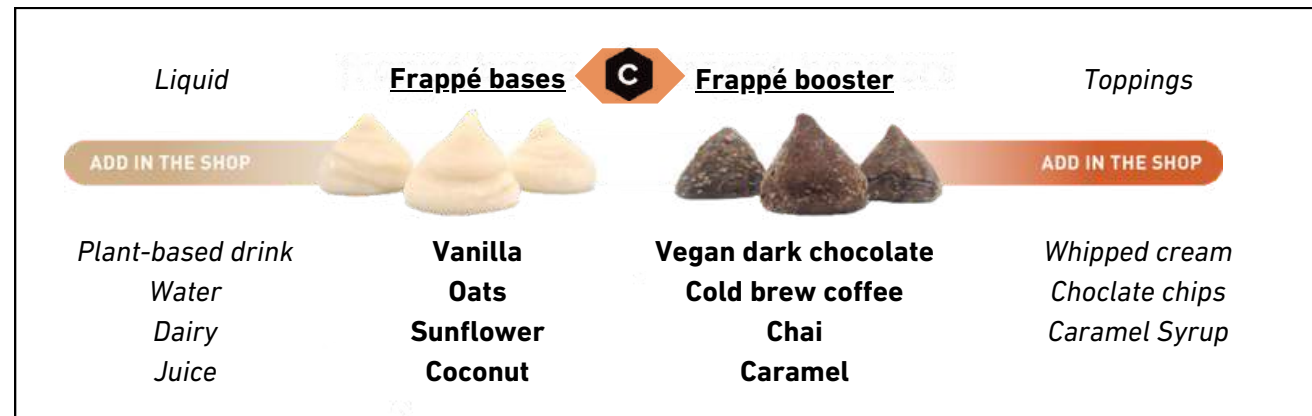 Liquid Frappé bases C Frappé booster Toppings
ADD IN THE SHOP ADD IN THE SHOP
Plant-based drink Vanilla Vegan dark chocolate Whipped cream
Water Oats Cold brew coffee Choclate chips
Dairy Sunflower Chai Caramel Syrup
Juice Coconut Caramel